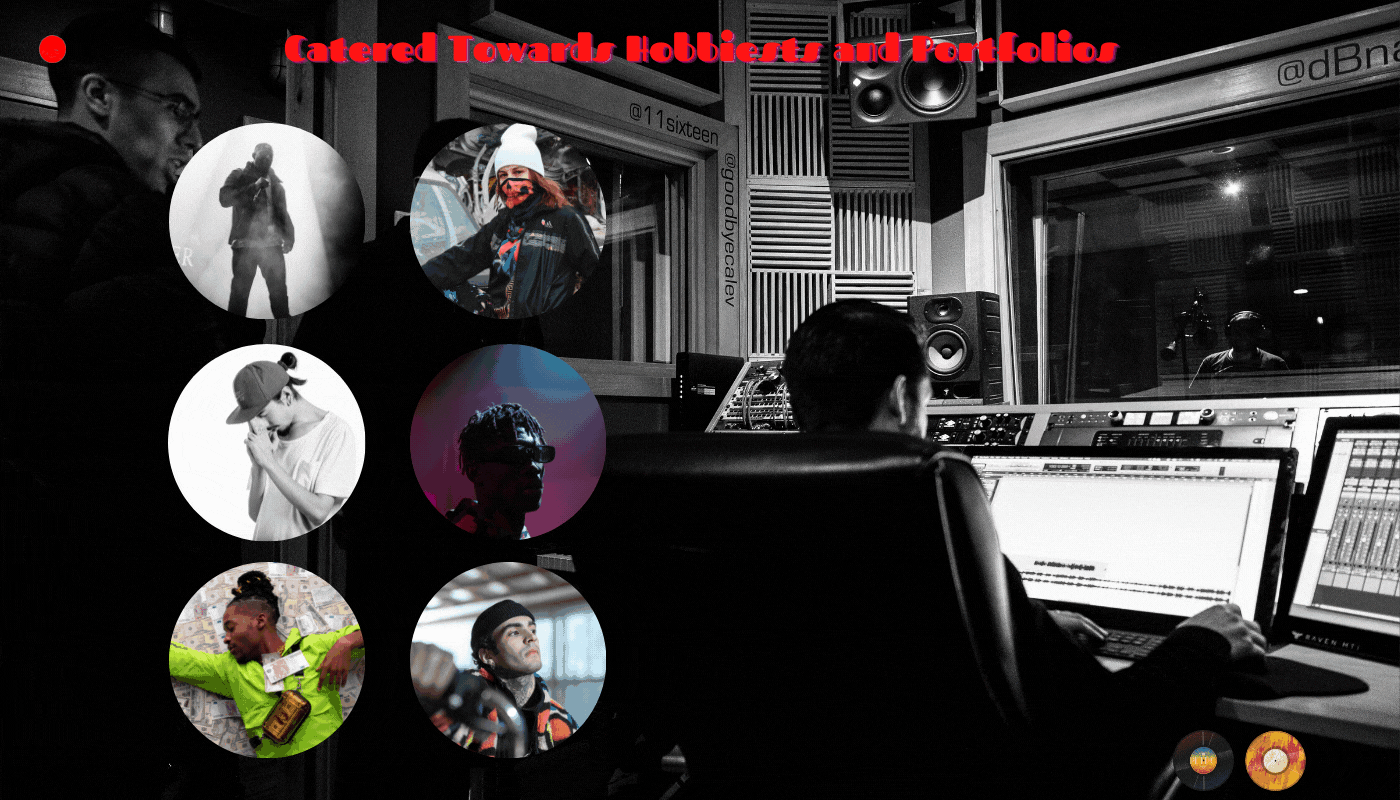 Catered Towards Hobbiests and Portfolios
@dBna
@11sixteen
@goodbyecalev
RAVEN MTi